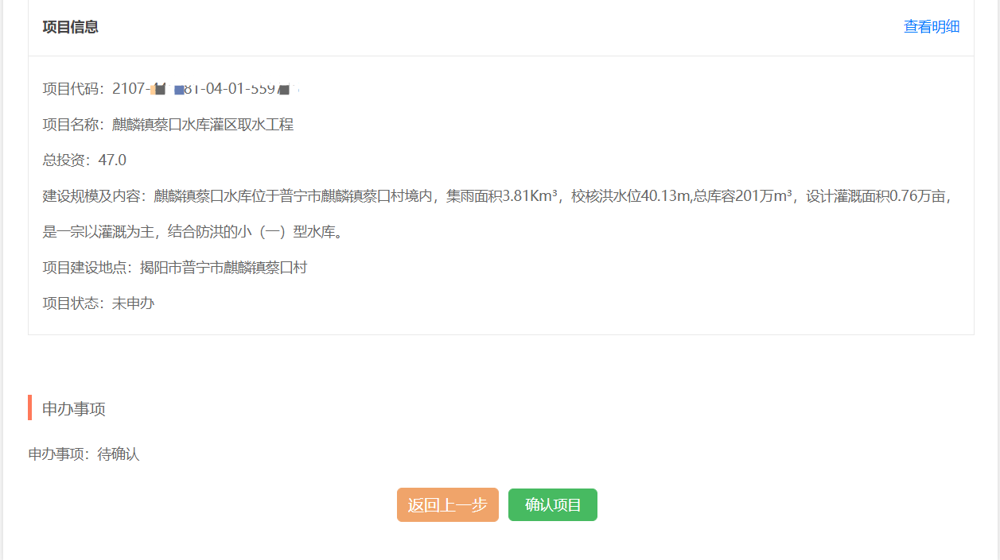 项目信息
查看明细
项目代码：2107- 81-04-01-5597
项目名称：麒麟镇蔡口水库灌区取水工程
总投资：47.0
建设规模及内容：麒麟镇蔡口水库位于普宁市麒麟镇蔡口村境内，集雨面积3.81Km³，校核洪水位40.13m,总库容201万m³，设计灌溉面积0.76万亩，
是一宗以灌溉为主，结合防洪的小（一）型水库。
项目建设地点：揭阳市普宁市麒麟镇蔡口村
项目状态：未申办
申办事项
申办事项：待确认
返回上一步
确认项目